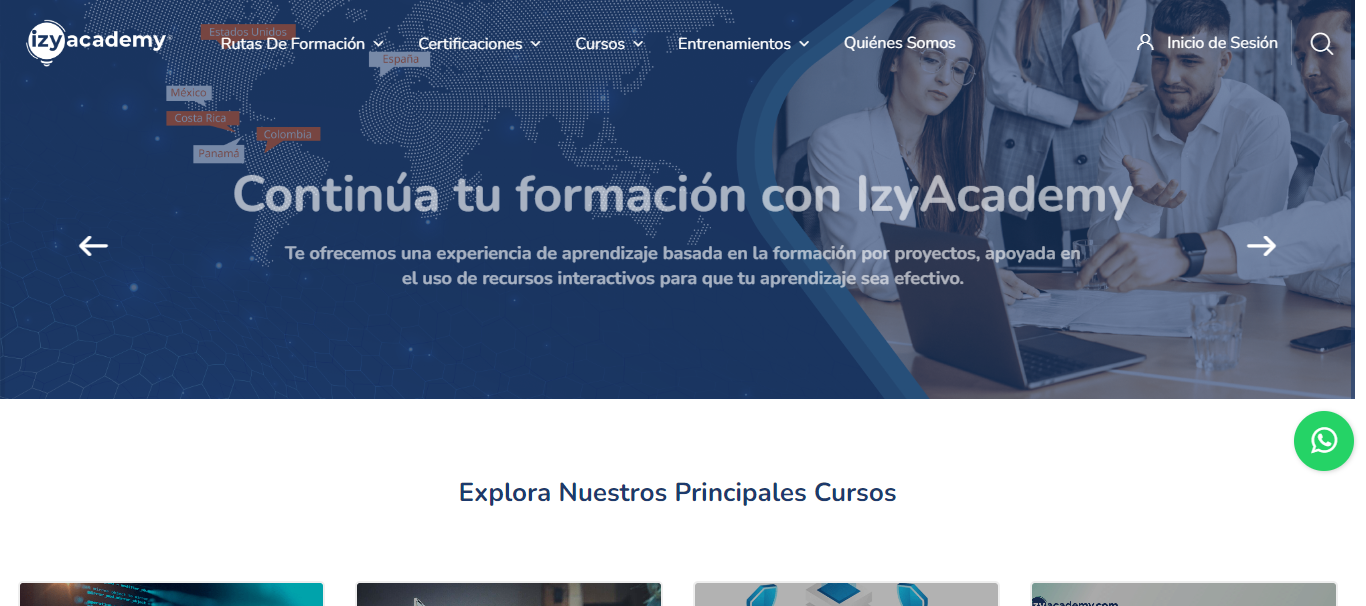 izyacademy
Estados Unidos
Rutas De Formación
Certificaciones
Cursos
Entrenamientos
Quiénes Somos
Inicio de Sesión
España
México
Costa Rica
Colombia
Panamá
Continúa tu formación con IzyAcademy
Te ofrecemos una experiencia de aprendizaje basada en la formación por proyectos, apoyada en
el uso de recursos interactivos para que tu aprendizaje sea efectivo.
Explora Nuestros Principales Cursos
izyacademy.com